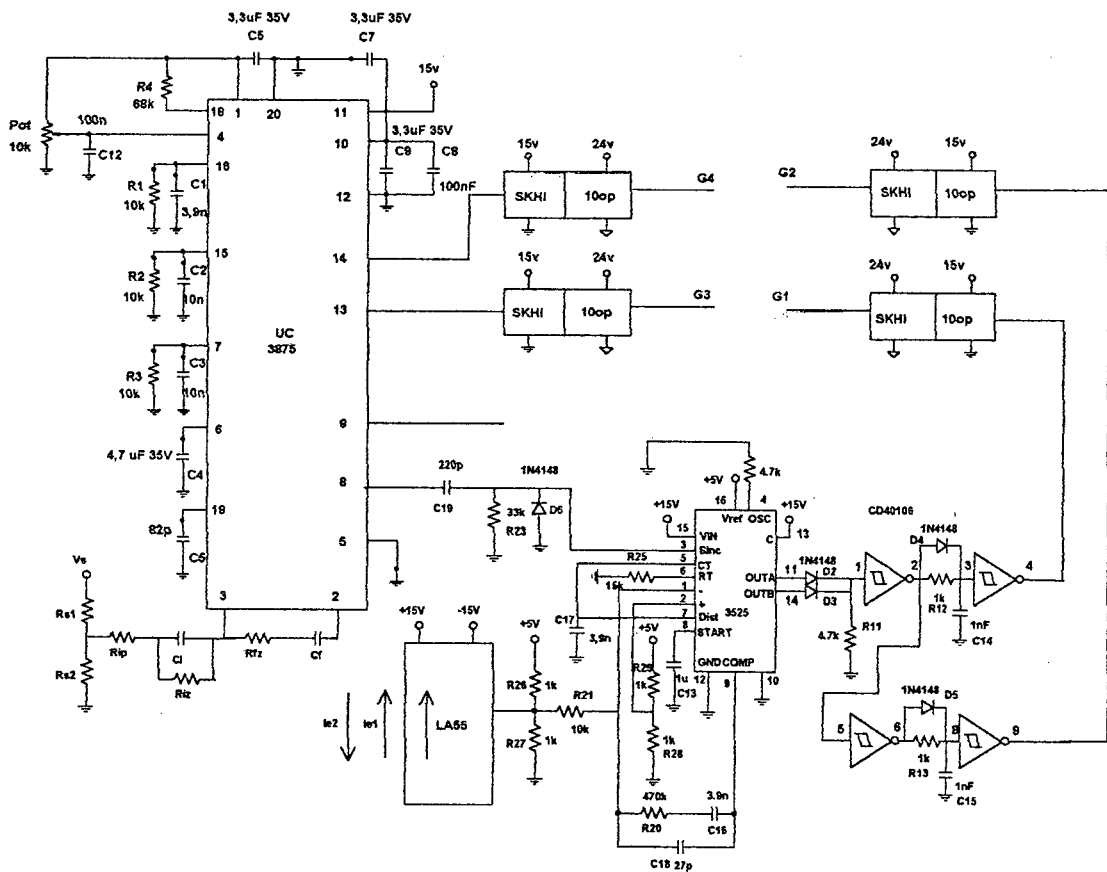 3,3uF 35V
C5
3,3uF 35V
C7
15v
R4
68k
18
1
20
11
Pot
10k
100n
C12
4
10
3,3uF 35V
C9
C8
100nF
16
R1
10k
C1
3,9n
12
15
R2
10k
C2
10n
14
13
7
R3
10k
C3
10n
UC
3875
6
4,7 uF 35V
C4
9
8
19
82p
C5
5
3
2
15v
24v
SKHI
10op
G4
G2
24v
15v
SKHI
10op
15v
24v
SKHI
10op
G3
G1
24v
15v
SKHI
10op
220p
C19
33k
R23
1N4148
D6
4.7k
+5V
16
4
+15V
Vref
OSC
+15V
15
VIN
C
13
3
Sinc
5
CT
R25
15k
6
RT
1
-
2
+
7
Dist
8
START
3525
OUTA
11
OUTB
14
GND
COMP
12
9
10
C17
3,9n
1u
C13
1N4148
D2
D3
R11
4.7k
CD40106
1
2
1N4148
D4
1k
R12
3
4
1nF
C14
5
6
1N4148
D5
1k
R13
8
9
1nF
C15
Vs
Rs1
Rs2
Rip
Ci
Riz
Rfz
Cf
+15V
-15V
LA55
Ie2
Ie1
+5V
R26
1k
R27
1k
R21
10k
+5V
R29
1k
1k
R28
470k
R20
3.9n
C16
C18
27p